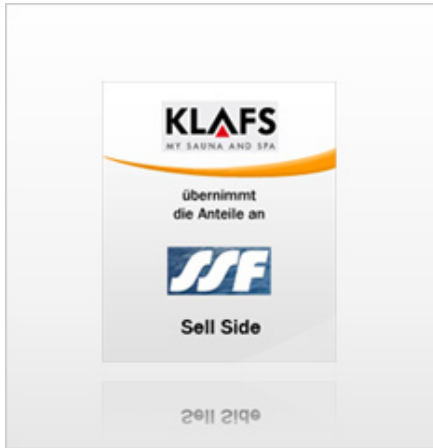 KLAFS
MY SAUNA AND SPA
übernimmt
die Anteile an
SSF
Sell Side
Sell Side